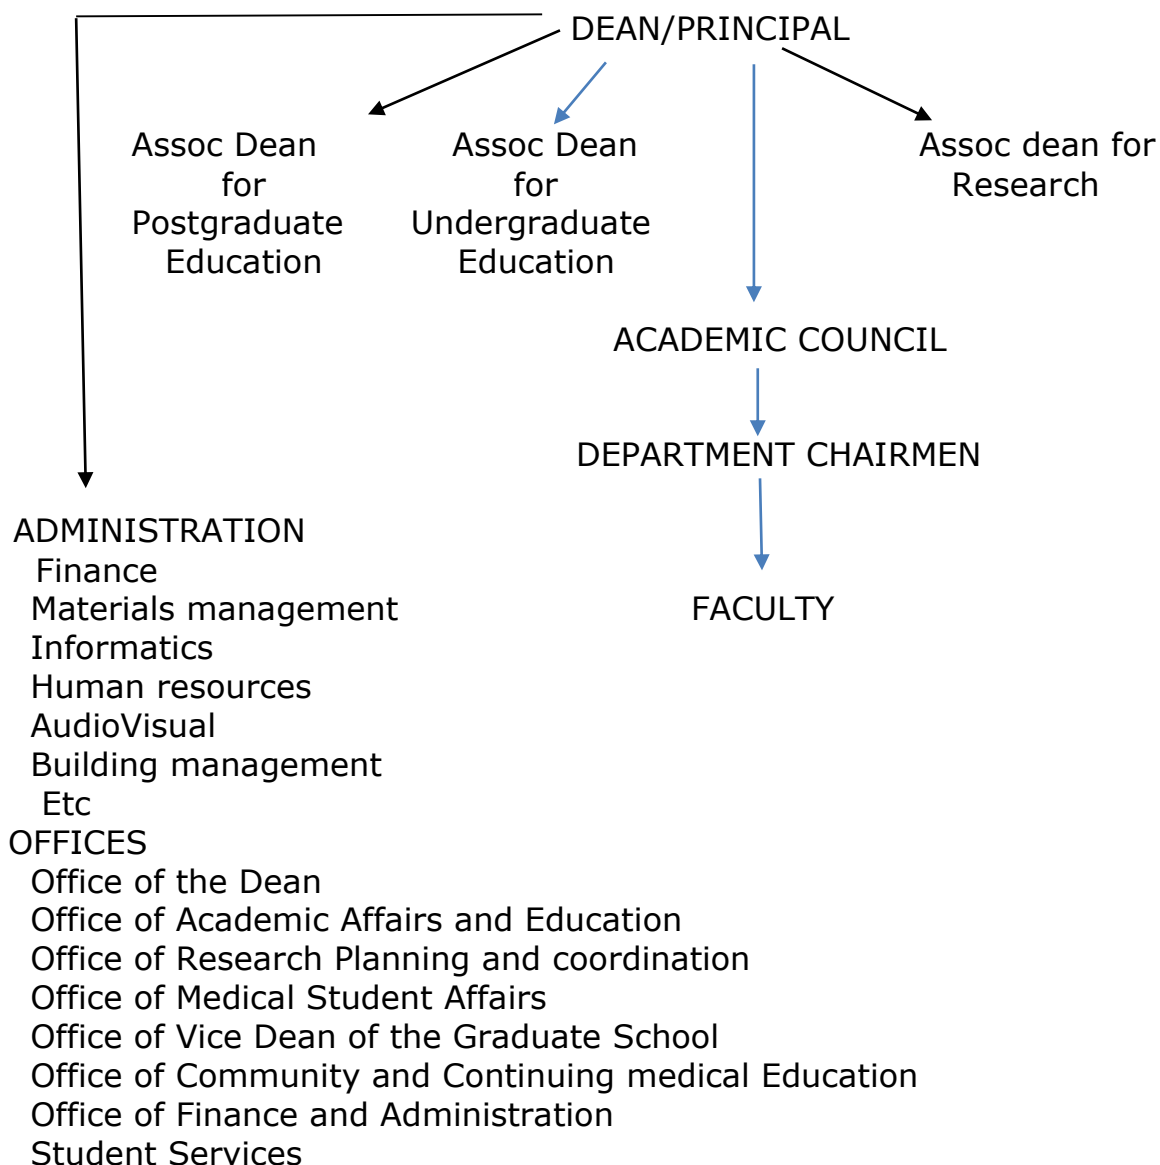 DEAN/PRINCIPAL
Assoc Dean
for
Postgraduate
Education
Assoc Dean
for
Undergraduate
Education
Assoc dean for
Research
ACADEMIC COUNCIL
DEPARTMENT CHAIRMEN
FACULTY
ADMINISTRATION
Finance
Materials management
Informatics
Human resources
AudioVisual
Building management
Etc
OFFICES
Office of the Dean
Office of Academic Affairs and Education
Office of Research Planning and coordination
Office of Medical Student Affairs
Office of Vice Dean of the Graduate School
Office of Community and Continuing medical Education
Office of Finance and Administration
Student Services